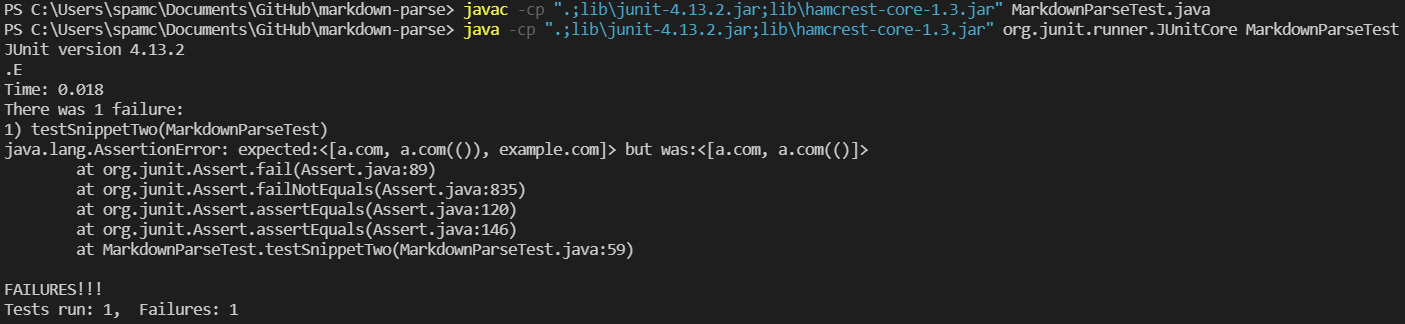 PS C:\Users\spamc\Documents\GitHub\markdown-parse> javac -cp ".;lib\junit-4.13.2.jar;lib\hamcrest-core-1.3.jar" MarkdownParseTest.java
PS C:\Users\spamc\Documents\GitHub\markdown-parse> java -cp ".;lib\junit-4.13.2.jar;lib\hamcrest-core-1.3.jar" org.junit.runner.JUnitCore MarkdownParseTest
JUnit version 4.13.2
.E
Time: 0.018
There was 1 failure:
1) testSnippetTwo(MarkdownParseTest)
java.lang.AssertionError: expected:<[a.com, a.com(()), example.com]> but was:<[a.com, a.com(()]>
        at org.junit.Assert.fail(Assert.java:89)
        at org.junit.Assert.failNotEquals(Assert.java:835)
        at org.junit.Assert.assertEquals(Assert.java:120)
        at org.junit.Assert.assertEquals(Assert.java:146)
        at MarkdownParseTest.testSnippetTwo(MarkdownParseTest.java:59)
FAILURES!!!
Tests run: 1,  Failures: 1